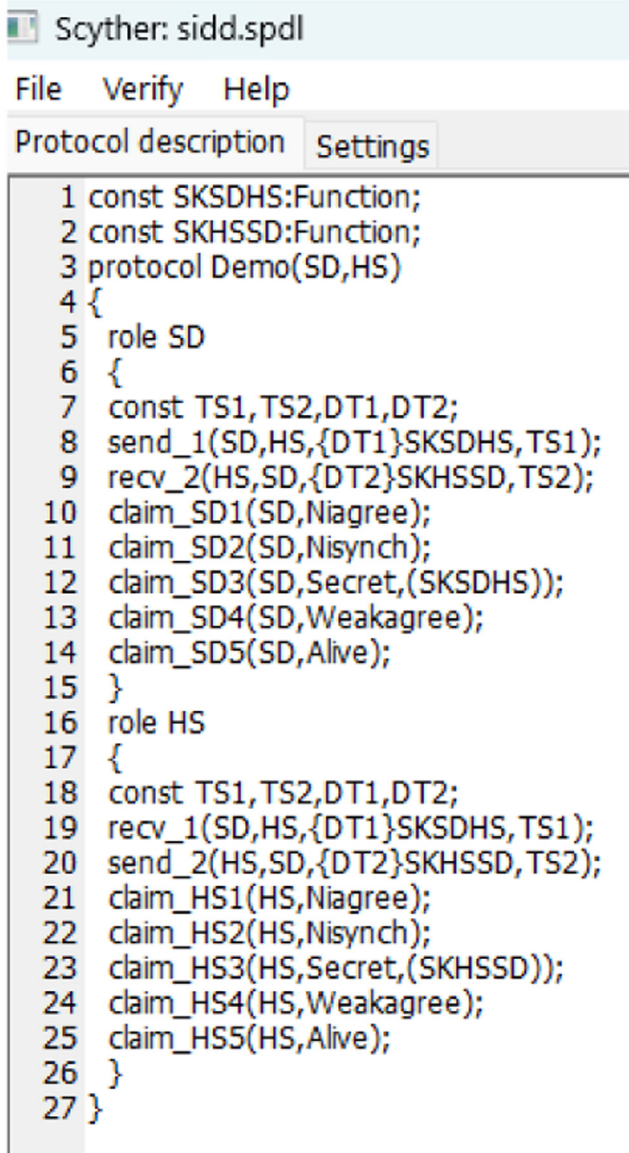 Scyther: sidd.spdl
File Verify Help
Protocol description Settings
1 const SKSDHS:Function;
2 const SKHSSD:Function;
3 protocol Demo(SD,HS)
4 {
5 role SD
6 {
7 const TS1,TS2,DT1,DT2;
8 send_1(SD,HS,{DT1}SKSDHS,TS1);
9 recv_2(HS,SD,{DT2}SKHSSD,TS2);
10 claim_SD1(SD,Niagree);
11 claim_SD2(SD,Nisynch);
12 claim_SD3(SD,Secret,(SKSDHS));
13 claim_SD4(SD,Weakagree);
14 claim_SD5(SD,Alive);
15 }
16 role HS
17 {
18 const TS1,TS2,DT1,DT2;
19 recv_1(SD,HS,{DT1}SKSDHS,TS1);
20 send_2(HS,SD,{DT2}SKHSSD,TS2);
21 claim_HS1(HS,Niagree);
22 claim_HS2(HS,Nisynch);
23 claim_HS3(HS,Secret,(SKHSSD));
24 claim_HS4(HS,Weakagree);
25 claim_HS5(HS,Alive);
26 }
27 }